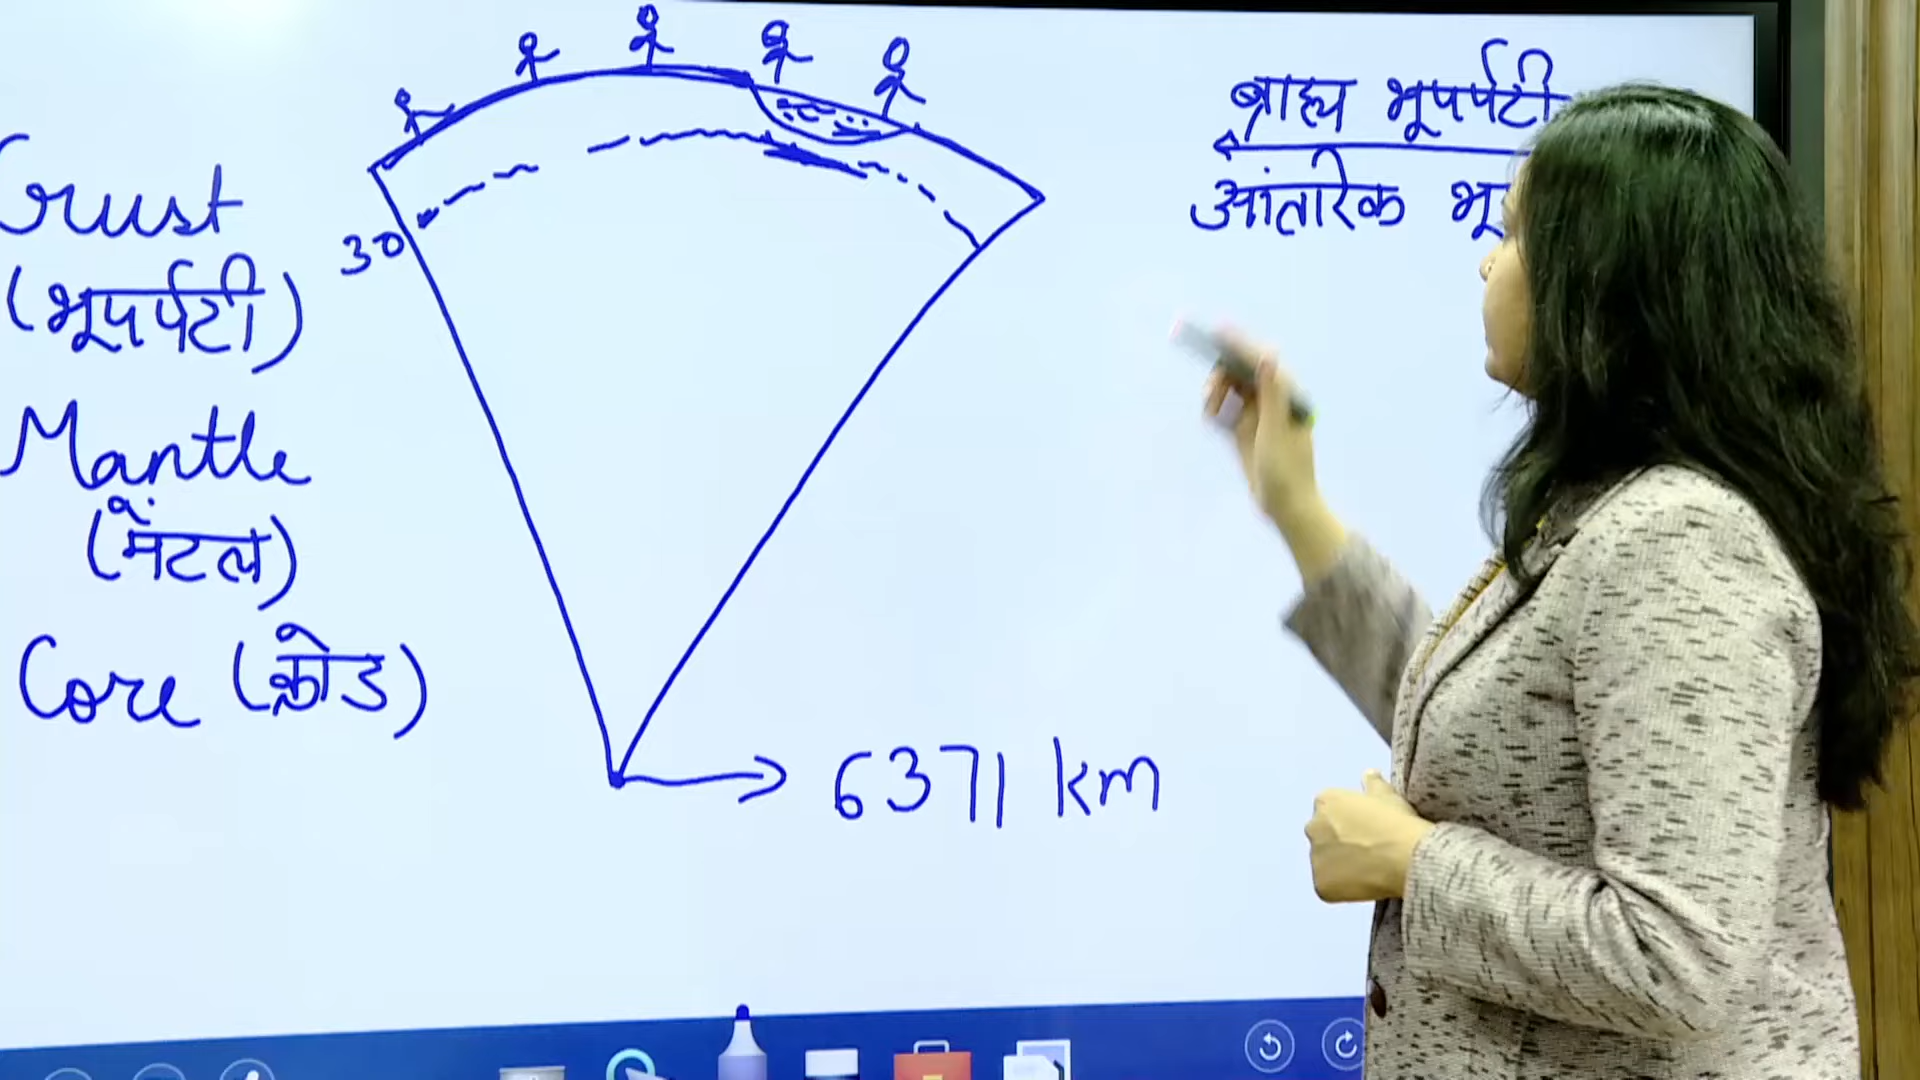 Crust
(भूपर्पटी)
Mantle
(मैंटल)
Core (क्रोड)
30
6371 km
ब्राह्य भूपर्पटी
आंतरिक